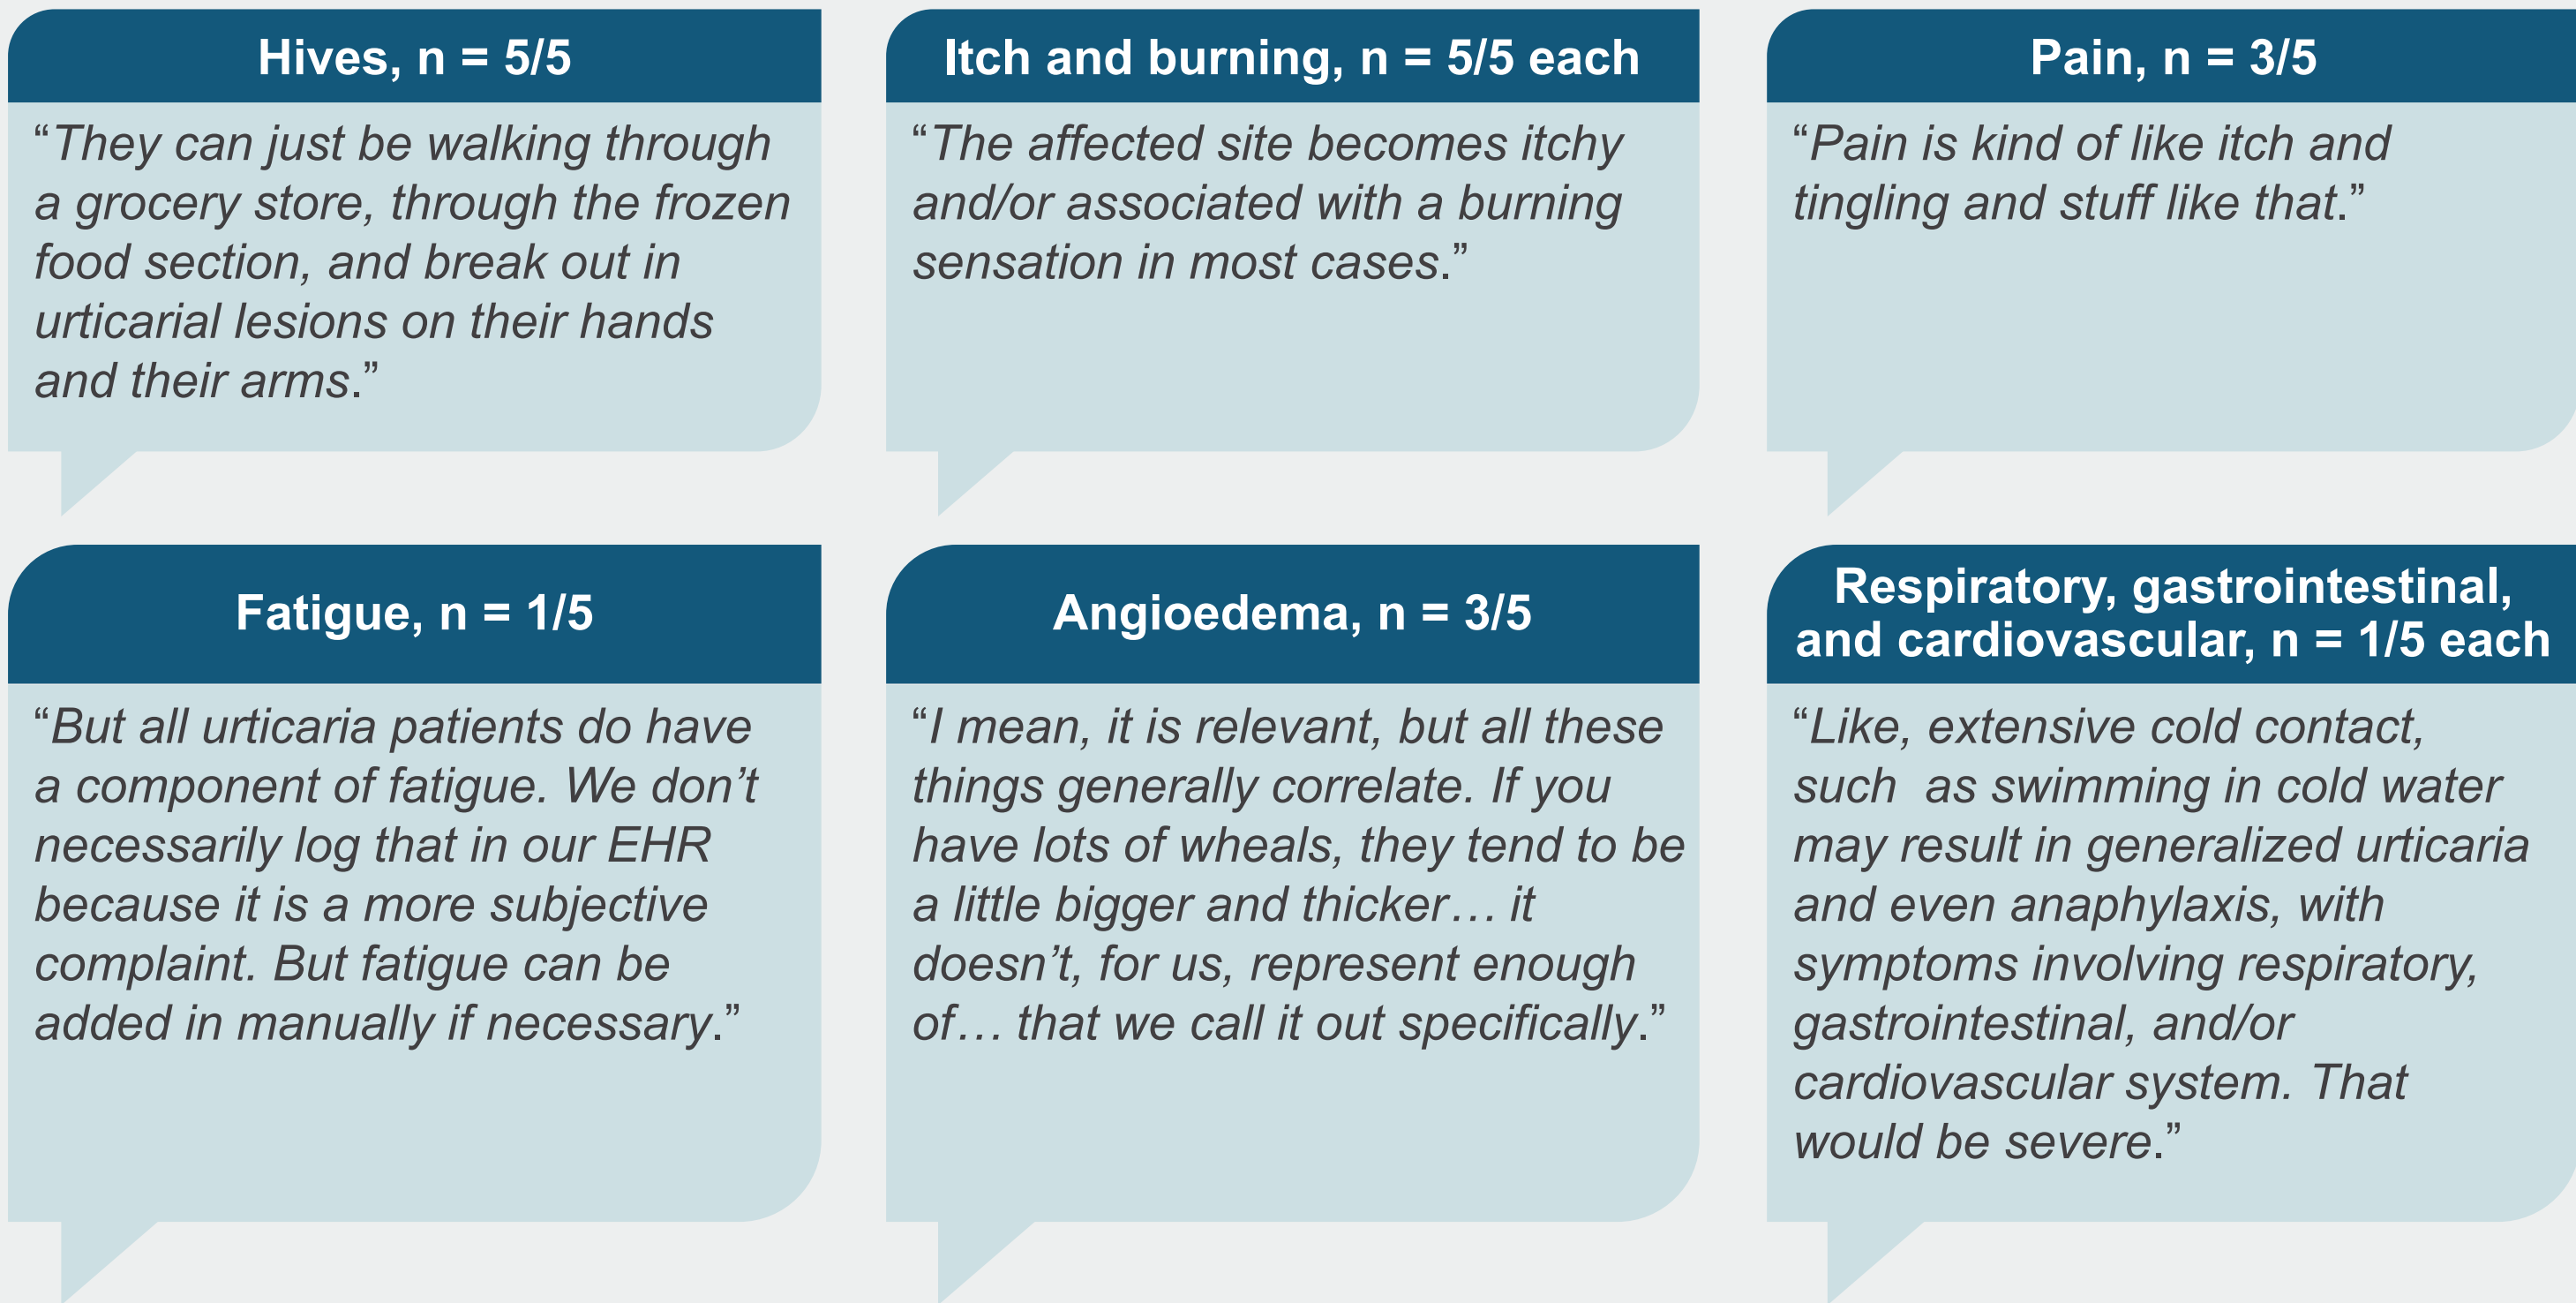 Hives, n = 5/5
“They can just be walking through
a grocery store, through the frozen
food section, and break out in
urticarial lesions on their hands
and their arms.”
Itch and burning, n = 5/5 each
“The affected site becomes itchy
and/or associated with a burning
sensation in most cases.”
Pain, n = 3/5
“Pain is kind of like itch and
tingling and stuff like that.”
Fatigue, n = 1/5
“But all urticaria patients do have
a component of fatigue. We don’t
necessarily log that in our EHR
because it is a more subjective
complaint. But fatigue can be
added in manually if necessary.”
Angioedema, n = 3/5
“I mean, it is relevant, but all these
things generally correlate. If you
have lots of wheals, they tend to be
a little bigger and thicker… it
doesn’t, for us, represent enough
of… that we call it out specifically.”
Respiratory, gastrointestinal,
and cardiovascular, n = 1/5 each
“Like, extensive cold contact,
such  as swimming in cold water
may result in generalized urticaria
and even anaphylaxis, with
symptoms involving respiratory,
gastrointestinal, and/or
cardiovascular system. That
would be severe.”